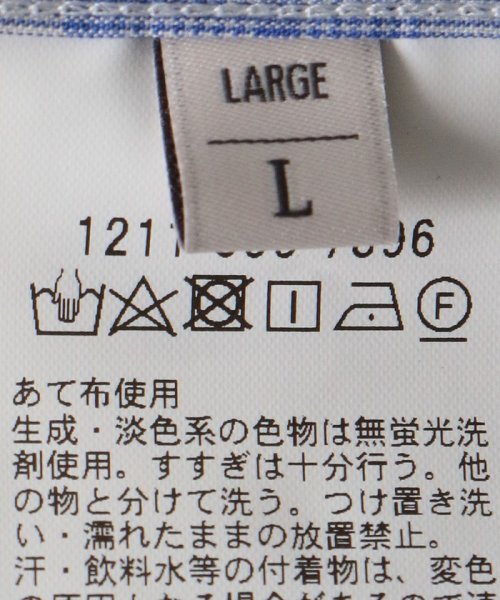 LARGE
L
1211
96
F
あて布使用
生成・淡色系の色物は無蛍光洗
剤使用。すすぎは十分行う。他
の物と分けて洗う。つけ置き洗
い・濡れたままの放置禁止。
汗・飲料水等の付着物は、変色